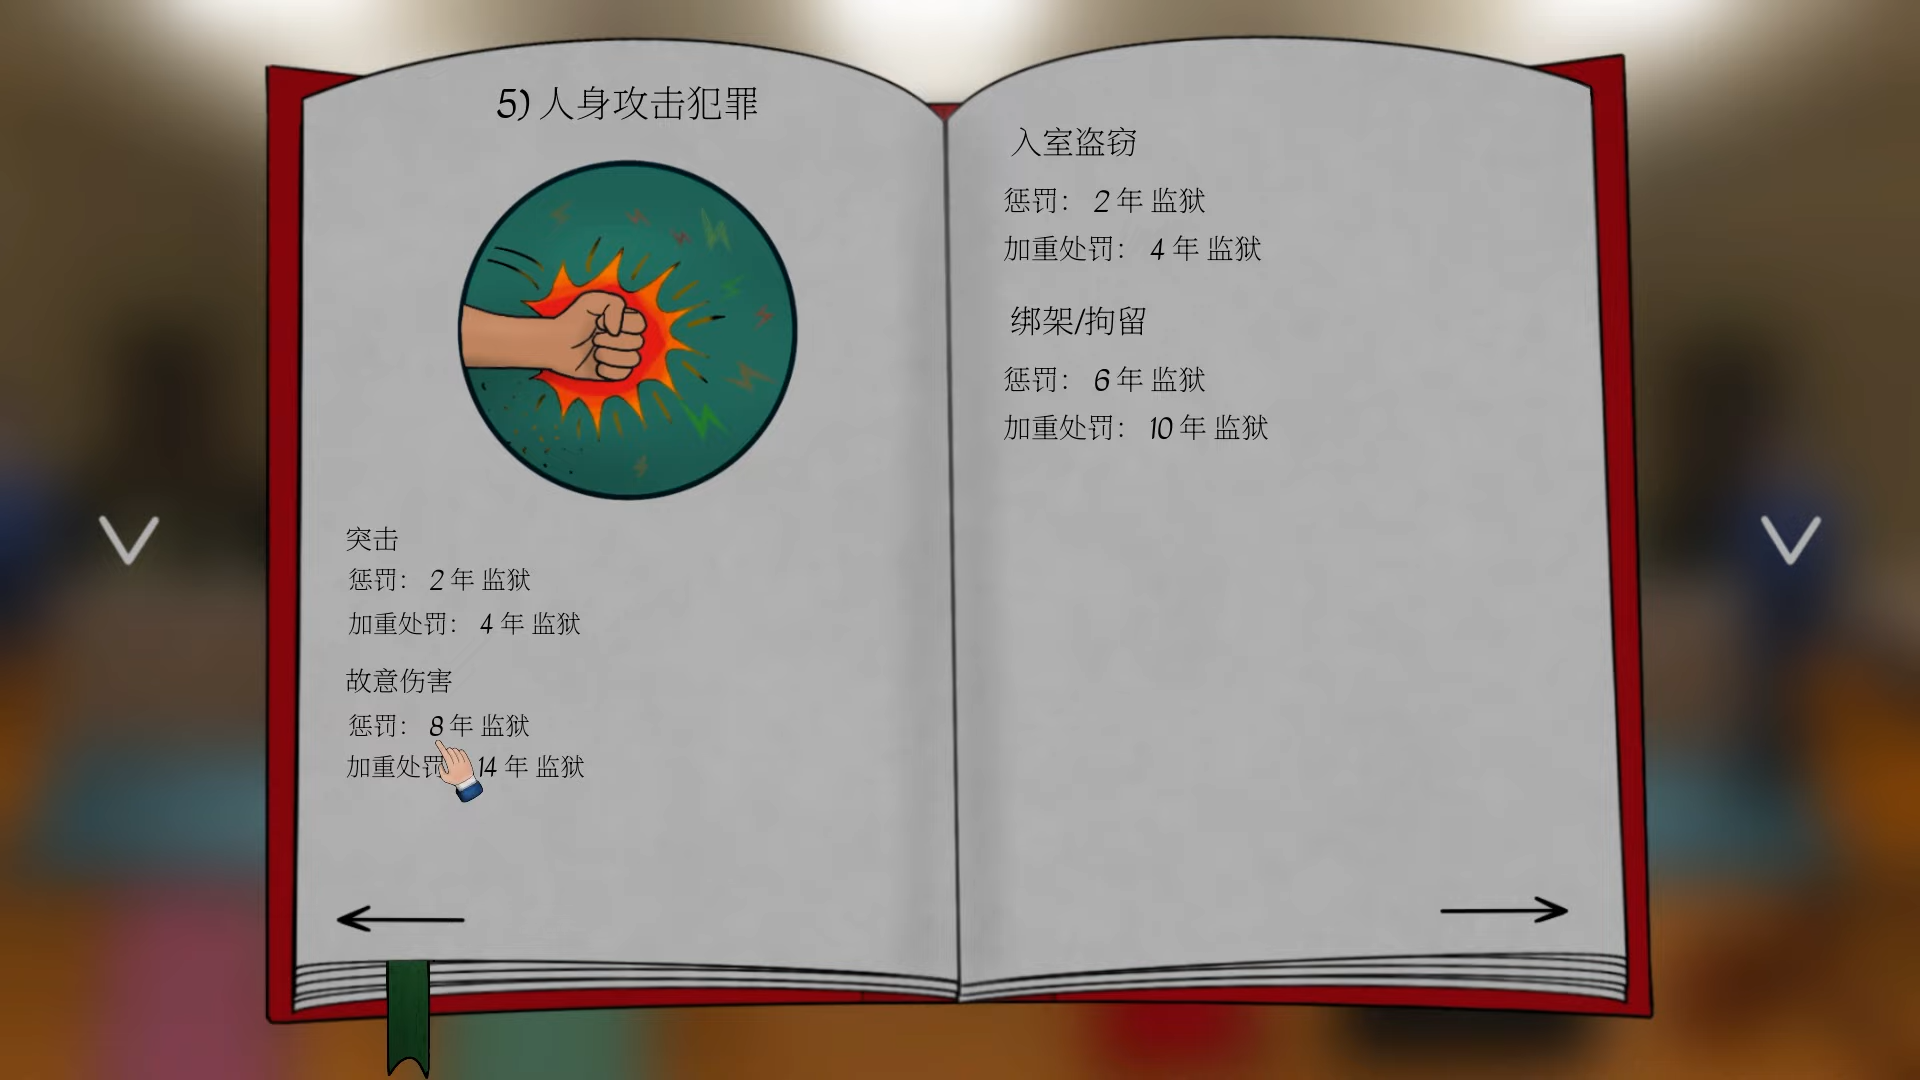 5) 人身攻击犯罪
突击
惩罚： 2 年 监狱
加重处罚： 4 年 监狱
故意伤害
惩罚： 8 年 监狱
加重处罚 14 年 监狱
入室盗窃
惩罚： 2 年 监狱
加重处罚： 4 年 监狱
绑架/拘留
惩罚： 6 年 监狱
加重处罚： 10 年 监狱